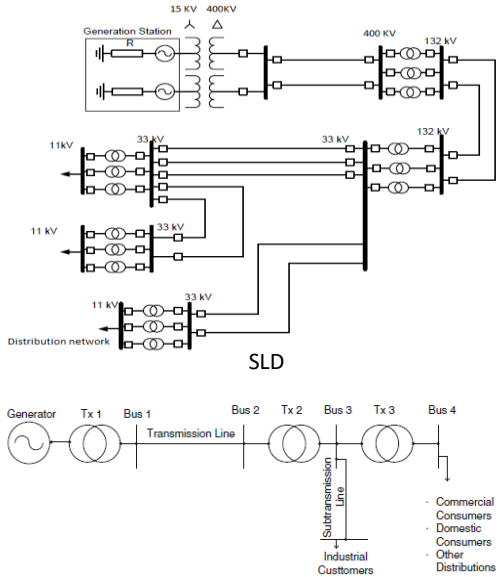 15 KV 400KV
Generation Station
R
400 KV 132 kV
11kV 33 kV 33 kV 132 kV
11 kV 33 kV
11 kV 33 kV
Distribution network
SLD
Generator Tx 1 Bus 1 Transmission Line Bus 2 Tx 2 Bus 3 Tx 3 Bus 4
Subtransmission
Line
Industrial
Custtomers
· Commercial
Consumers
· Domestic
Consumers
· Other
Distributions